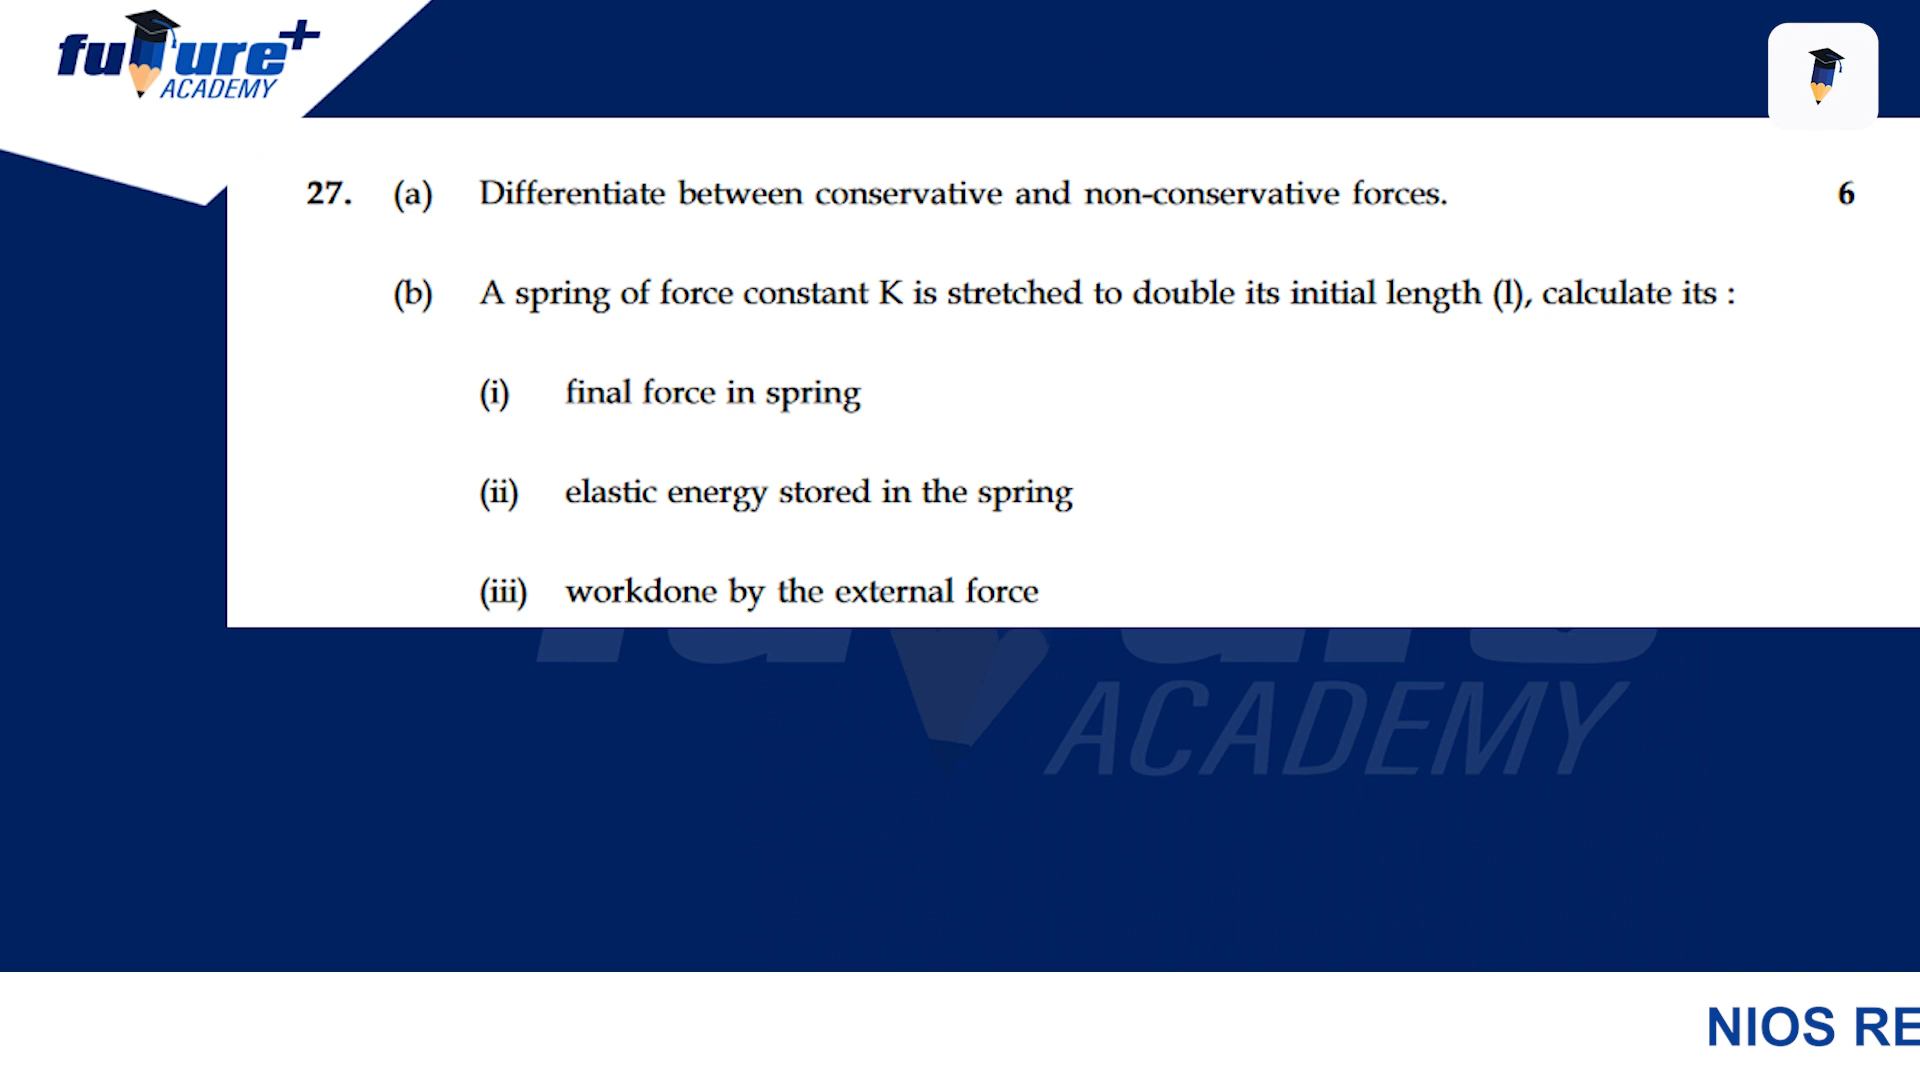 future+
ACADEMY
27. (a) Differentiate between conservative and non-conservative forces. 6
(b) A spring of force constant K is stretched to double its initial length (l), calculate its :
(i) final force in spring
(ii) elastic energy stored in the spring
(iii) workdone by the external force
ACADEMY
NIOS RE